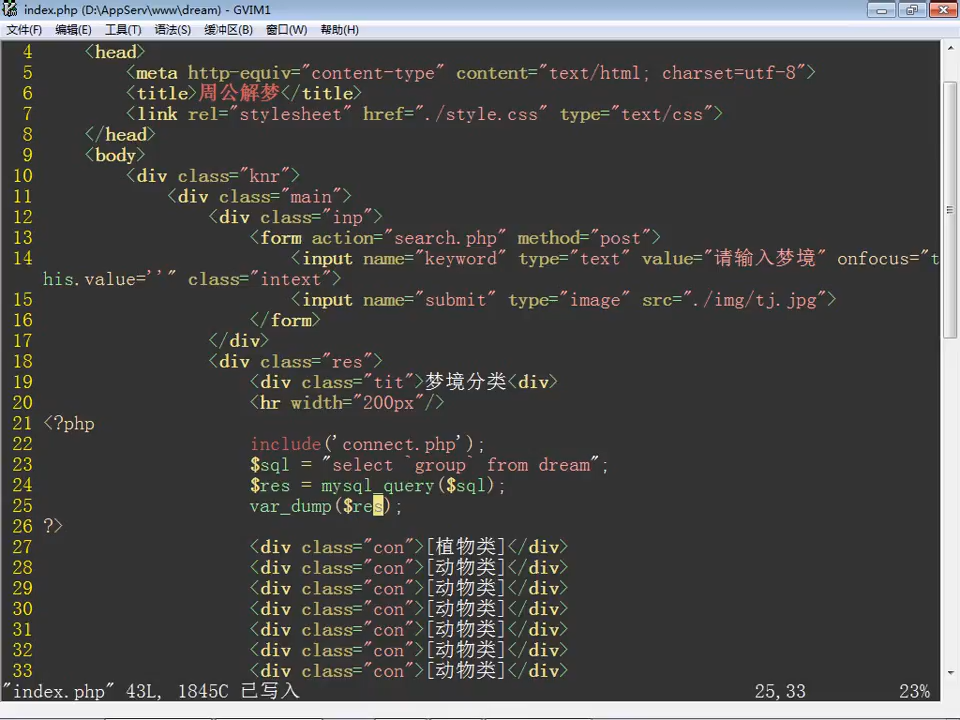 index.php (D:\AppServ\www\dream) - GVIM1
文件(F) 编辑(E) 工具(T) 语法(S) 缓冲区(B) 窗口(W) 帮助(H)
4 <head>
5 <meta http-equiv="content-type" content="text/html; charset=utf-8">
6 <title>周公解梦</title>
7 <link rel="stylesheet" href="./style.css" type="text/css">
8 </head>
9 <body>
10 <div class="knr">
11 <div class="main">
12 <div class="inp">
13 <form action="search.php" method="post">
14 <input name="keyword" type="text" value="请输入梦境" onfocus="t
his.value=''" class="intext">
15 <input name="submit" type="image" src="./img/tj.jpg">
16 </form>
17 </div>
18 <div class="res">
19 <div class="tit">梦境分类<div>
20 <hr width="200px"/>
21 <?php
22 include('connect.php');
23 $sql = "select `group` from dream";
24 $res = mysql_query($sql);
25 var_dump($res);
26 ?>
27 <div class="con">[植物类]</div>
28 <div class="con">[动物类]</div>
29 <div class="con">[动物类]</div>
30 <div class="con">[动物类]</div>
31 <div class="con">[动物类]</div>
32 <div class="con">[动物类]</div>
33 <div class="con">[动物类]</div>
"index.php" 43L, 1845C 已写入 25,33 23%